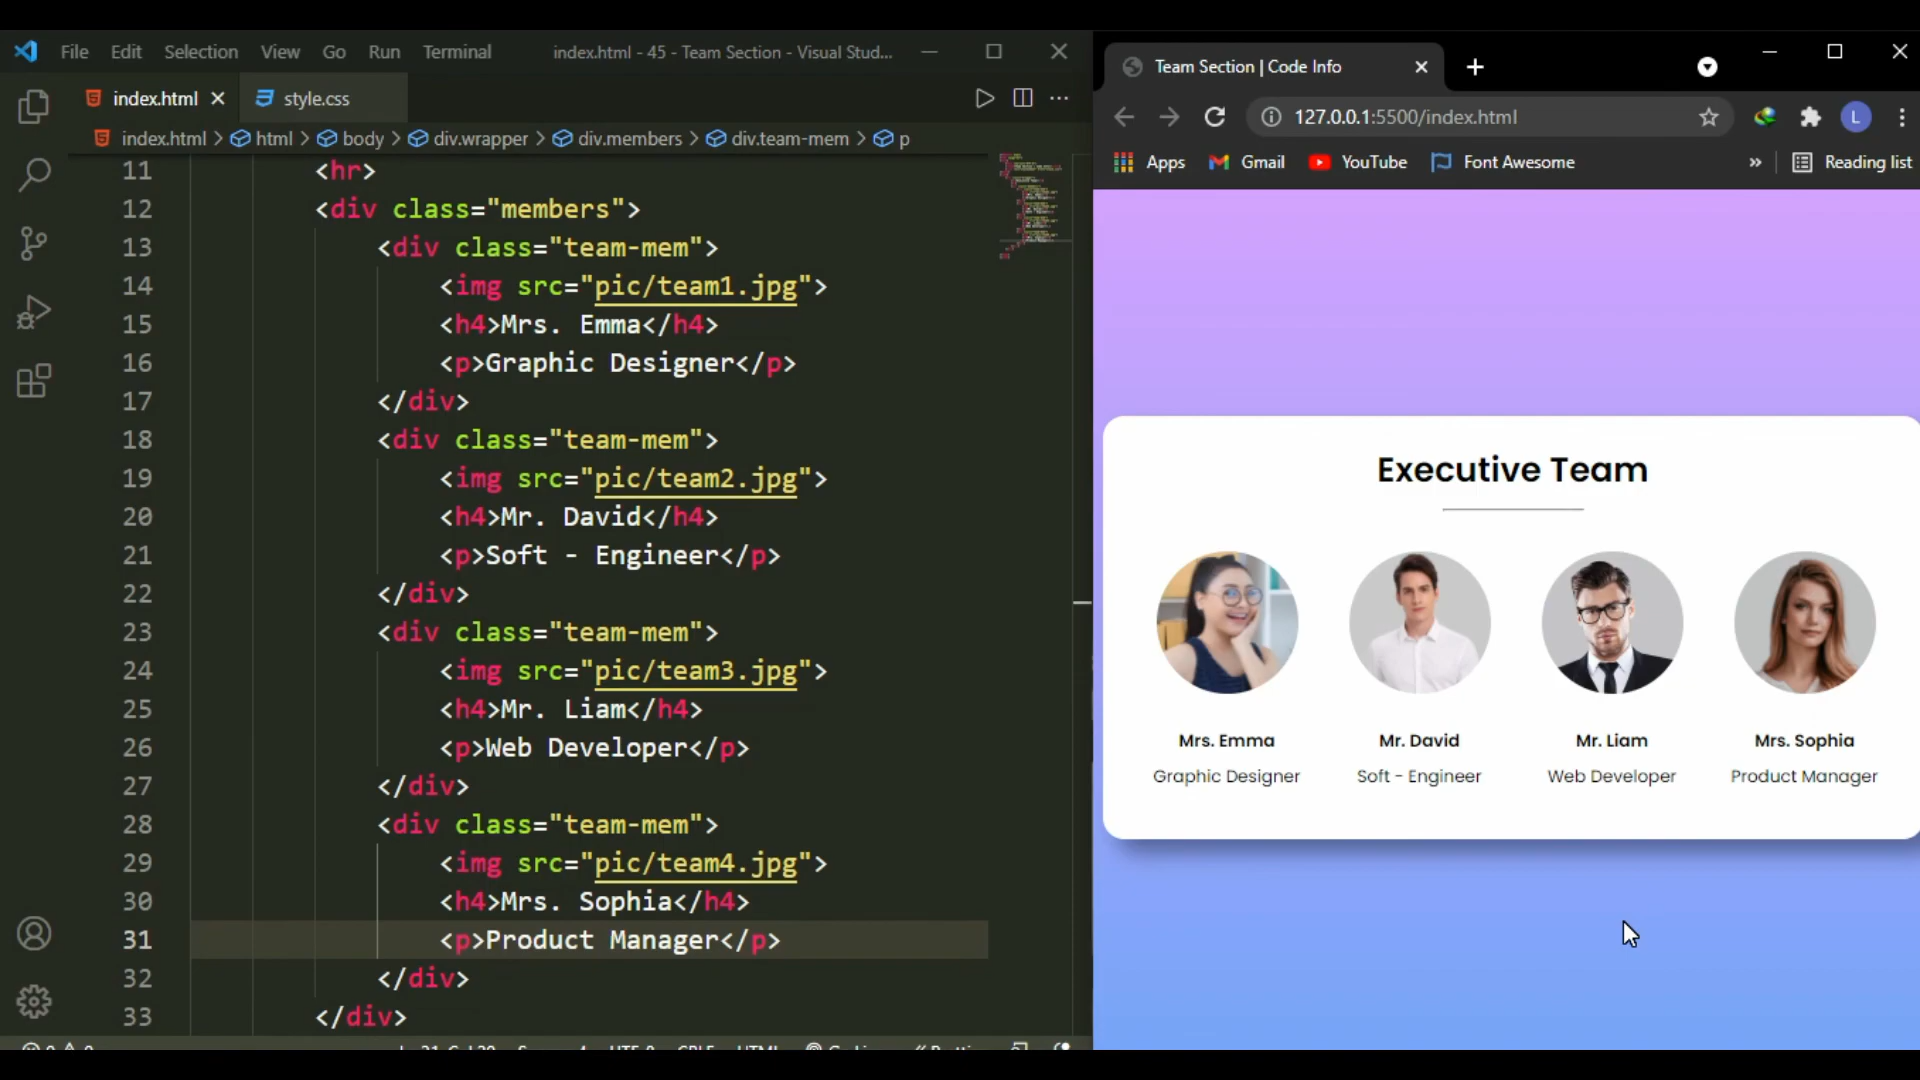 File Edit Selection View Go Run Terminal index.html - 45 - Team Section - Visual Stud...
index.html style.css
index.html > html > body > div.wrapper > div.members > div.team-mem > p
11 <hr>
12 <div class="members">
13 <div class="team-mem">
14 <img src="pic/team1.jpg">
15 <h4>Mrs. Emma</h4>
16 <p>Graphic Designer</p>
17 </div>
18 <div class="team-mem">
19 <img src="pic/team2.jpg">
20 <h4>Mr. David</h4>
21 <p>Soft - Engineer</p>
22 </div>
23 <div class="team-mem">
24 <img src="pic/team3.jpg">
25 <h4>Mr. Liam</h4>
26 <p>Web Developer</p>
27 </div>
28 <div class="team-mem">
29 <img src="pic/team4.jpg">
30 <h4>Mrs. Sophia</h4>
31 <p>Product Manager</p>
32 </div>
33 </div>
Team Section | Code Info
127.0.0.1:5500/index.html
L
Apps Gmail YouTube Font Awesome » Reading list
Executive Team
Mrs. Emma Mr. David Mr. Liam Mrs. Sophia
Graphic Designer Soft - Engineer Web Developer Product Manager